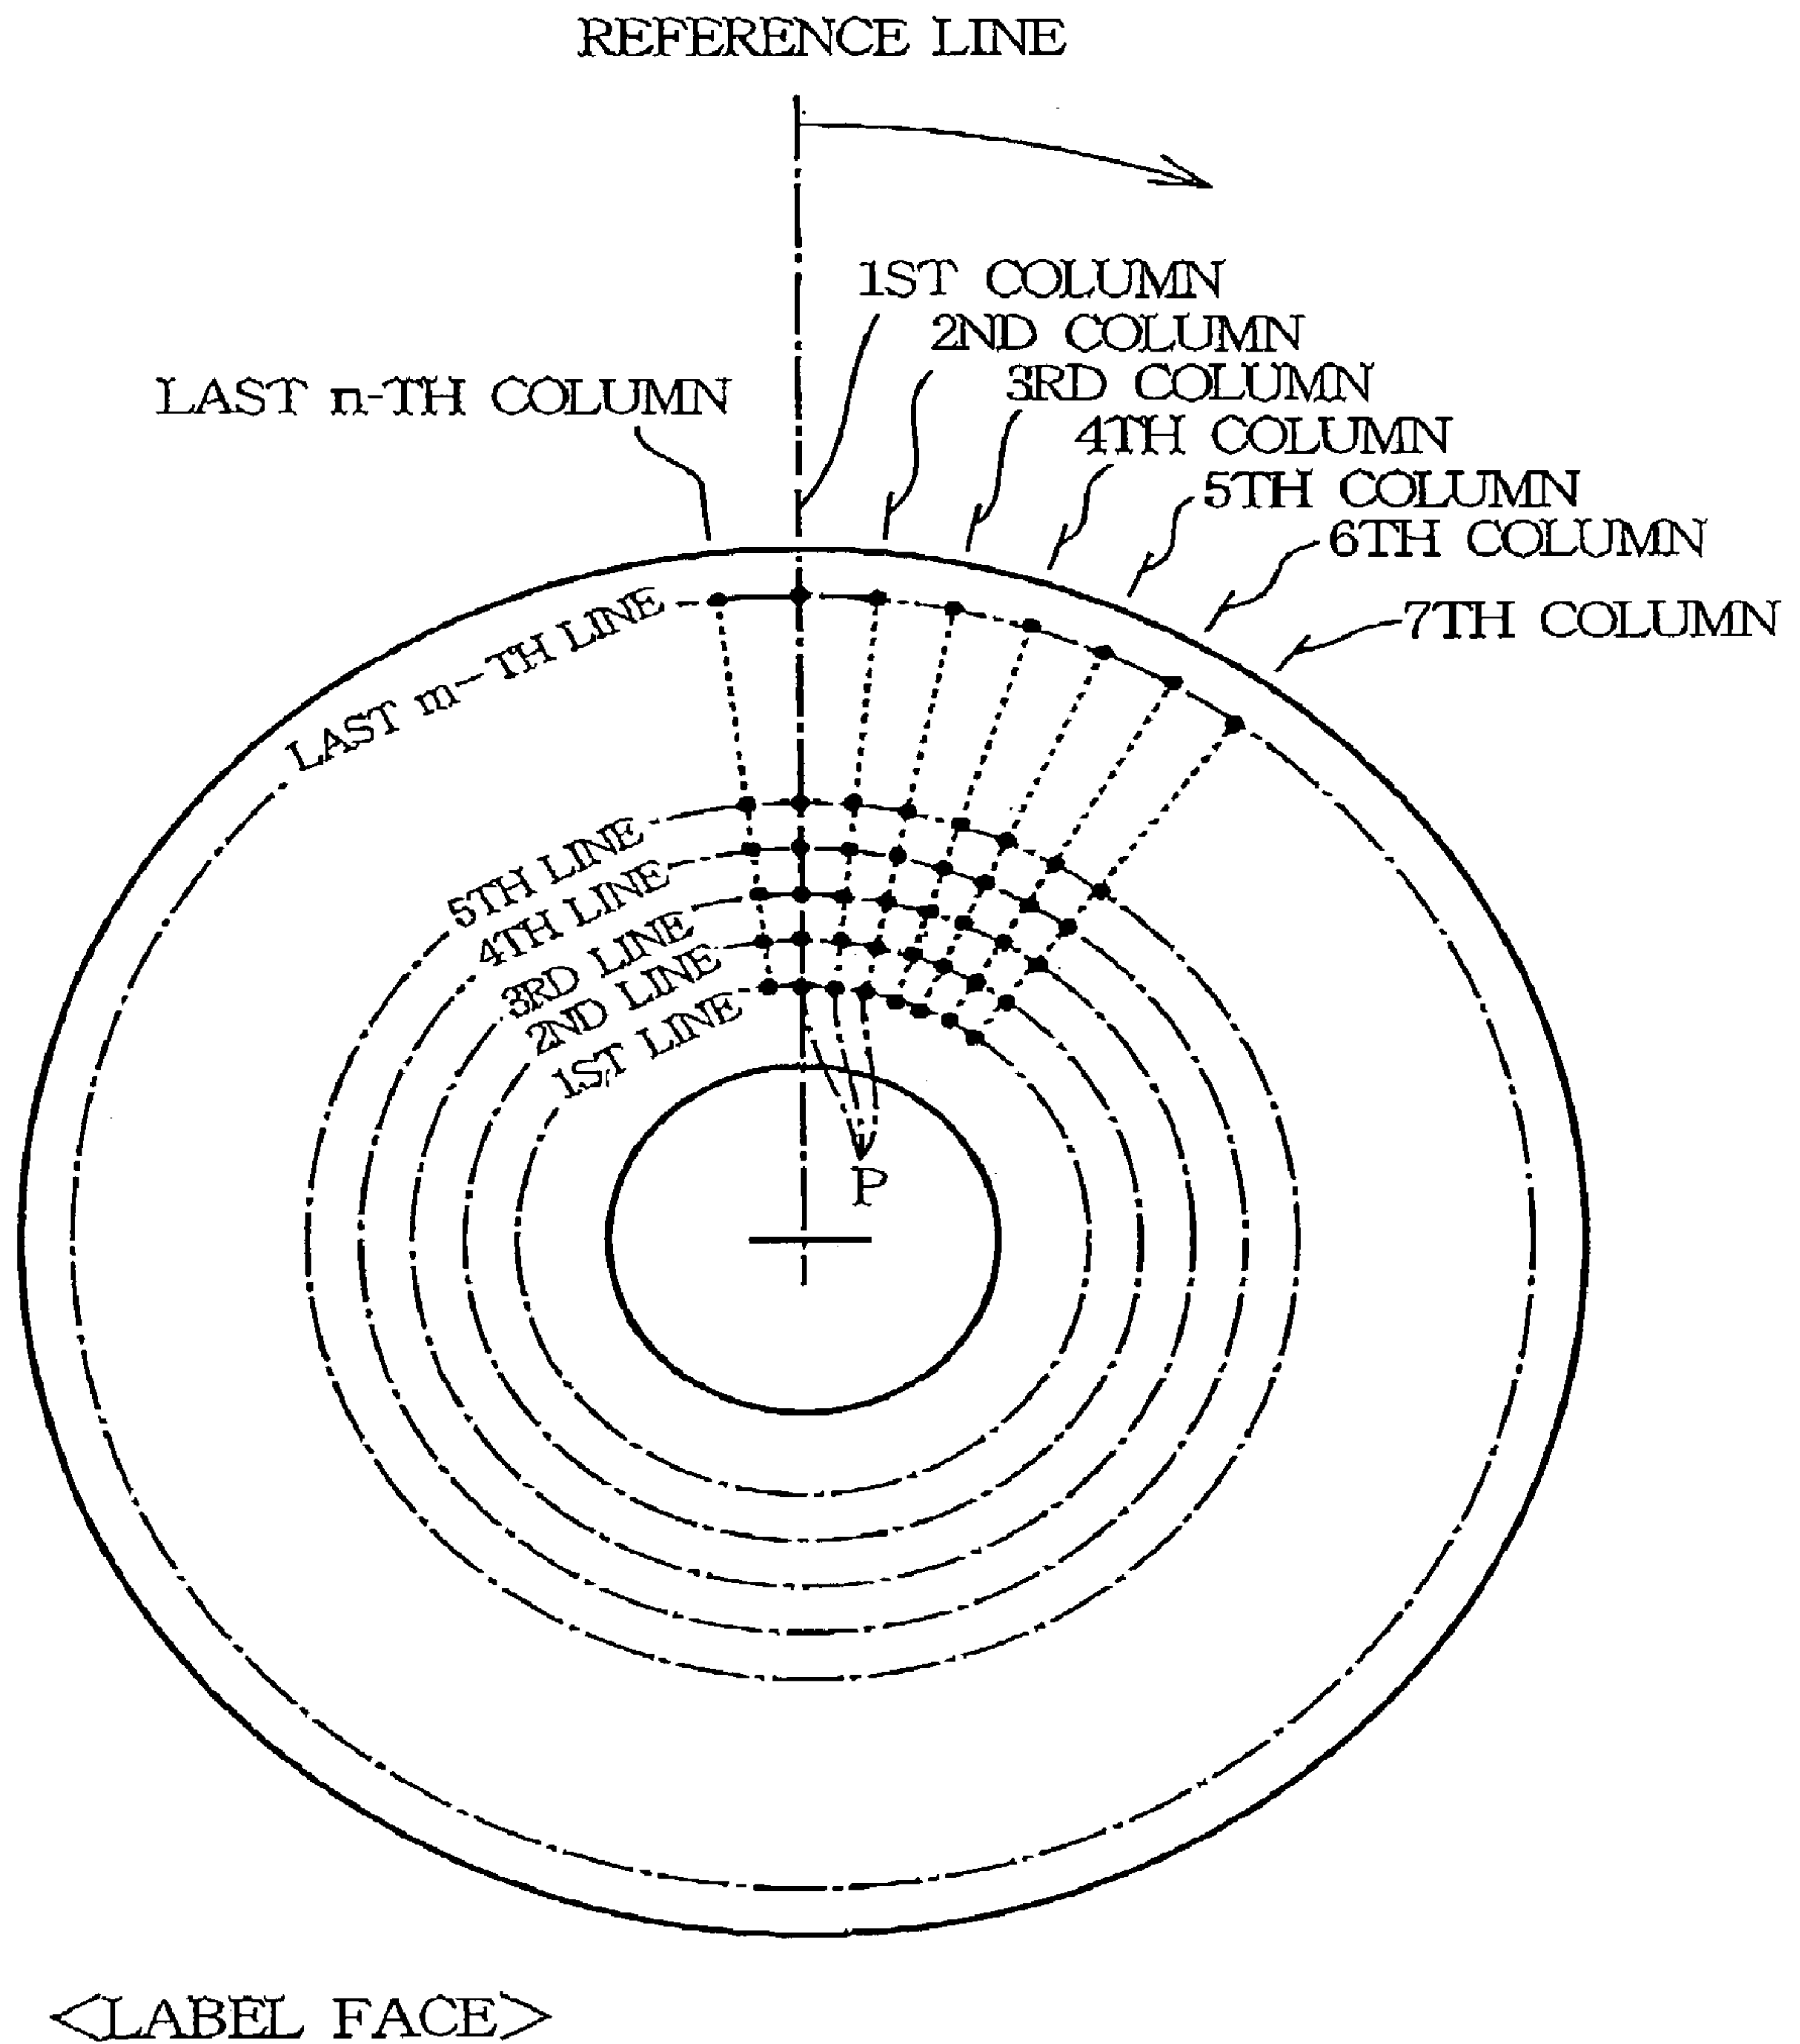 REFERENCE LINE
1ST COLUMN
2ND COLUMN
3RD COLUMN
LAST n-TH COLUMN
4TH COLUMN
5TH COLUMN
6TH COLUMN
7TH COLUMN
LAST m-TH LINE
5TH LINE
4TH LINE
3RD LINE
2ND LINE
1ST LINE
P
<LABEL FACE>